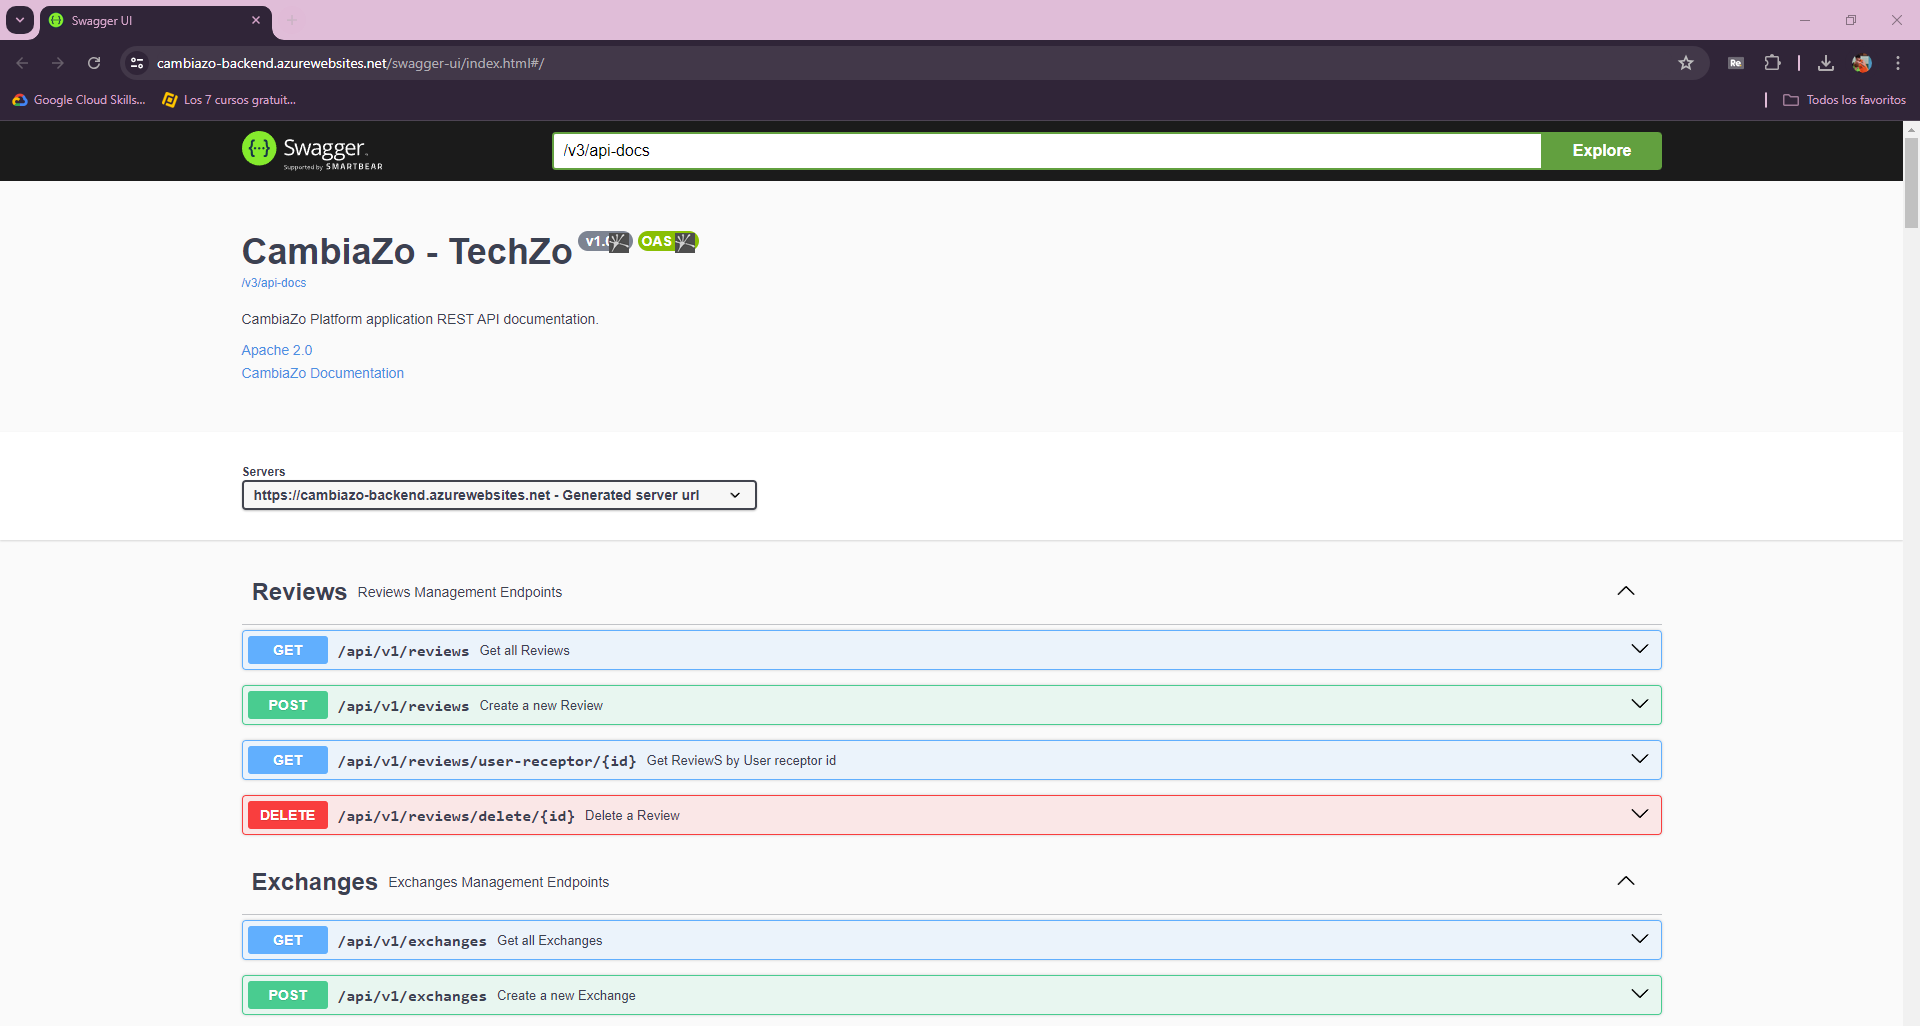 Swagger UI
cambiazo-backend.azurewebsites.net/swagger-ui/index.html#/
Re
Google Cloud Skills...
Los 7 cursos gratuit...
Todos los favoritos
Swagger.
Supported by SMARTBEAR
/v3/api-docs
Explore
CambiaZo - TechZo
OAS
/v3/api-docs
CambiaZo Platform application REST API documentation.
Apache 2.0
CambiaZo Documentation
Servers
https://cambiazo-backend.azurewebsites.net - Generated server url
Reviews Reviews Management Endpoints
GET /api/v1/reviews Get all Reviews
POST /api/v1/reviews Create a new Review
GET /api/v1/reviews/user-receptor/{id} Get ReviewS by User receptor id
DELETE /api/v1/reviews/delete/{id} Delete a Review
Exchanges Exchanges Management Endpoints
GET /api/v1/exchanges Get all Exchanges
POST /api/v1/exchanges Create a new Exchange